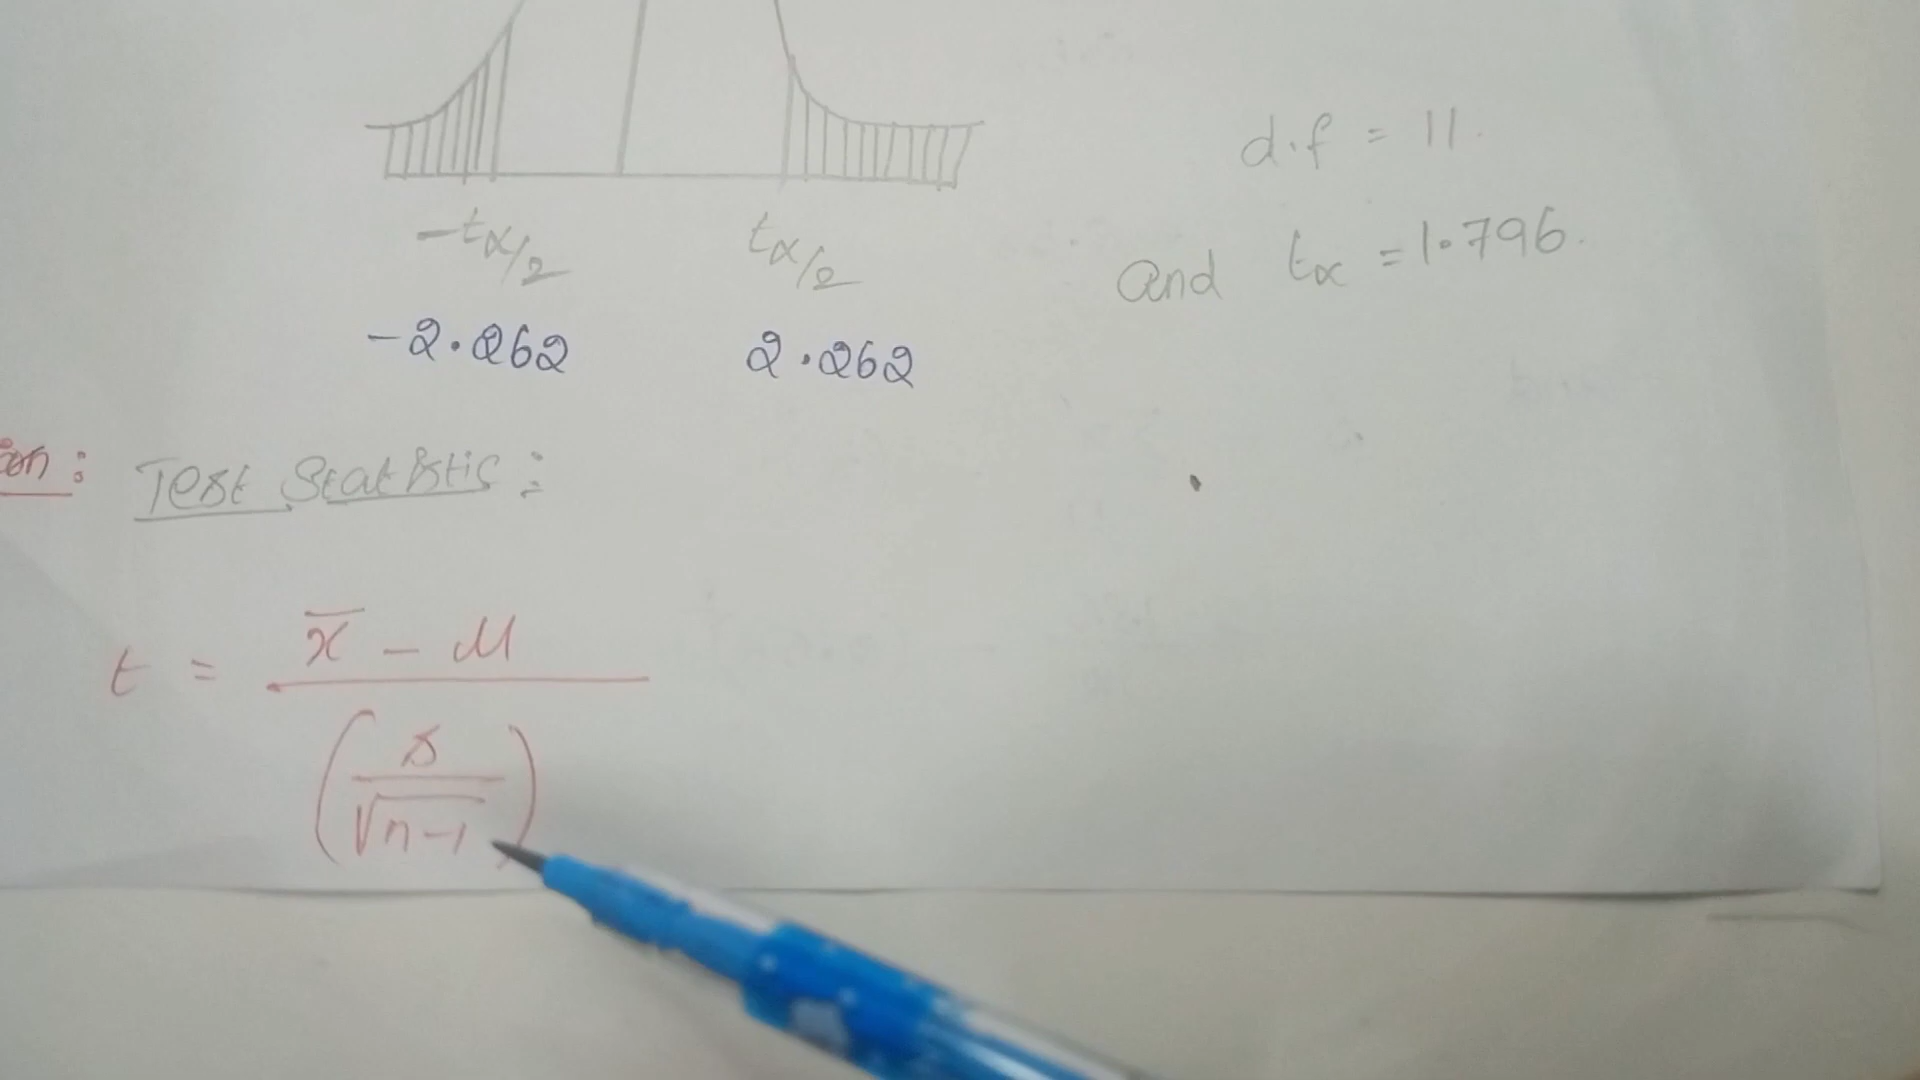 d.f = 11.
and tα = 1.796.
-tα/2 tα/2
-2.262 2.262
Test Statistic :
t = x̄ - μ
(s
√n-1)